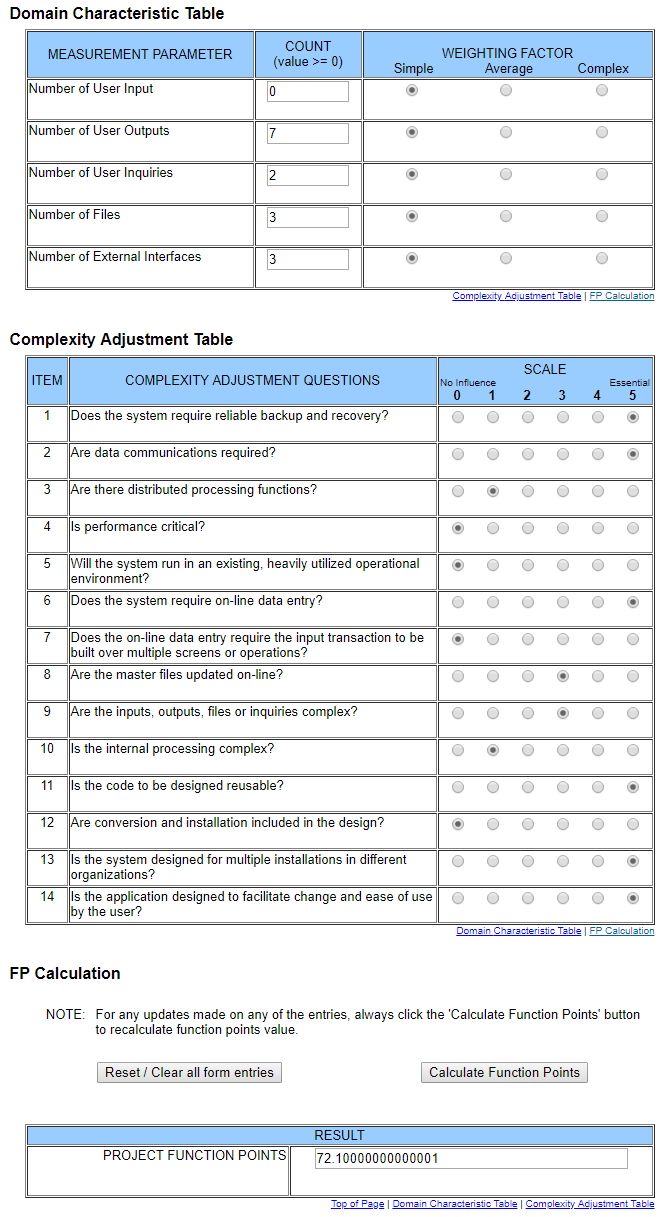 Domain Characteristic Table
MEASUREMENT PARAMETER
COUNT
(value >= 0)
WEIGHTING FACTOR
Simple Average Complex
Number of User Input 0
Number of User Outputs 7
Number of User Inquiries 2
Number of Files 3
Number of External Interfaces 3
Complexity Adjustment Table | FP Calculation
Complexity Adjustment Table
ITEM COMPLEXITY ADJUSTMENT QUESTIONS
SCALE
No Influence Essential
0 1 2 3 4 5
1 Does the system require reliable backup and recovery?
2 Are data communications required?
3 Are there distributed processing functions?
4 Is performance critical?
5 Will the system run in an existing, heavily utilized operational
environment?
6 Does the system require on-line data entry?
7 Does the on-line data entry require the input transaction to be
built over multiple screens or operations?
8 Are the master files updated on-line?
9 Are the inputs, outputs, files or inquiries complex?
10 Is the internal processing complex?
11 Is the code to be designed reusable?
12 Are conversion and installation included in the design?
13 Is the system designed for multiple installations in different
organizations?
14 Is the application designed to facilitate change and ease of use
by the user?
Domain Characteristic Table | FP Calculation
FP Calculation
NOTE: For any updates made on any of the entries, always click the 'Calculate Function Points' button
to recalculate function points value.
Reset / Clear all form entries Calculate Function Points
RESULT
PROJECT FUNCTION POINTS 72.10000000000001
Top of Page | Domain Characteristic Table | Complexity Adjustment Table